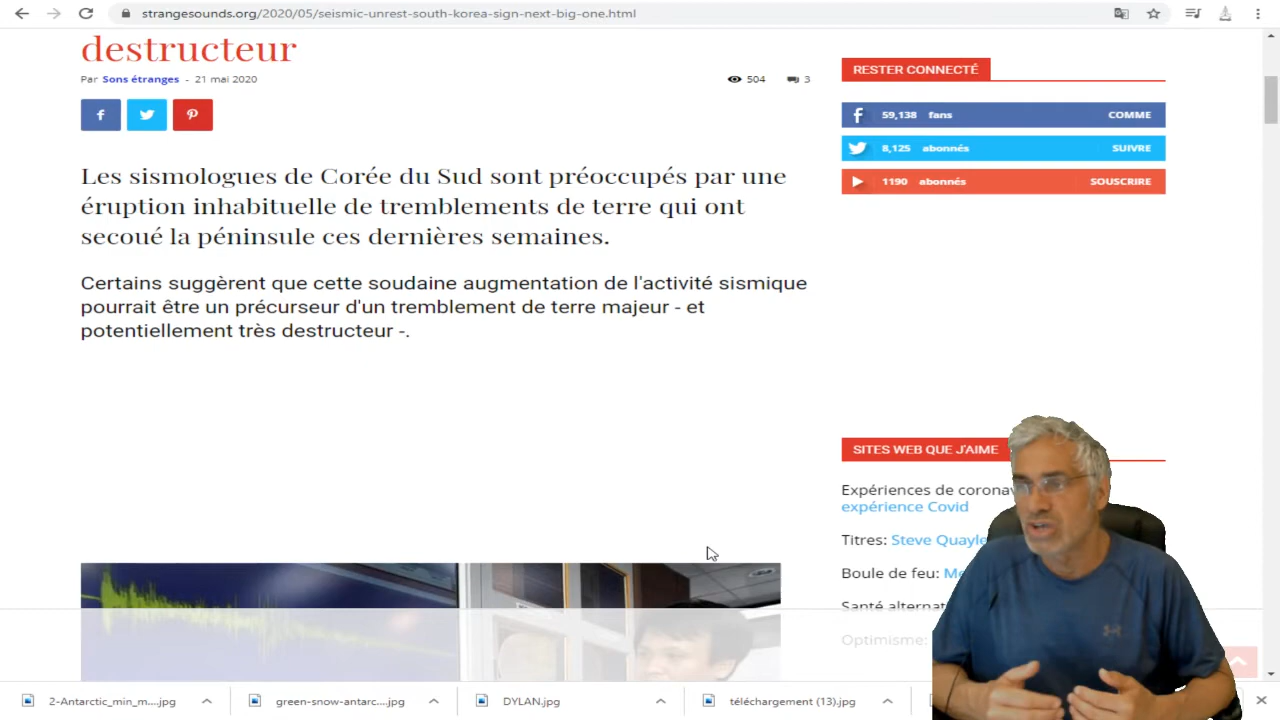 strangesounds.org/2020/05/seismic-unrest-south-korea-sign-next-big-one.html
destructeur
Par Sons étranges - 21 mai 2020
504
3
Les sismologues de Corée du Sud sont préoccupés par une
éruption inhabituelle de tremblements de terre qui ont
secoué la péninsule ces dernières semaines.
Certains suggèrent que cette soudaine augmentation de l'activité sismique
pourrait être un précurseur d'un tremblement de terre majeur - et
potentiellement très destructeur -.
RESTER CONNECTÉ
59,138 fans COMME
8,125 abonnés SUIVRE
1190 abonnés SOUSCRIRE
SITES WEB QUE J'AIME
Expériences de
expérience Covid
Titres: Steve Quayle
Boule de feu:
Santé
Optimisme:
2-Antarctic_min_m....jpg
green-snow-antarc....jpg
DYLAN.jpg
téléchargement (13).jpg